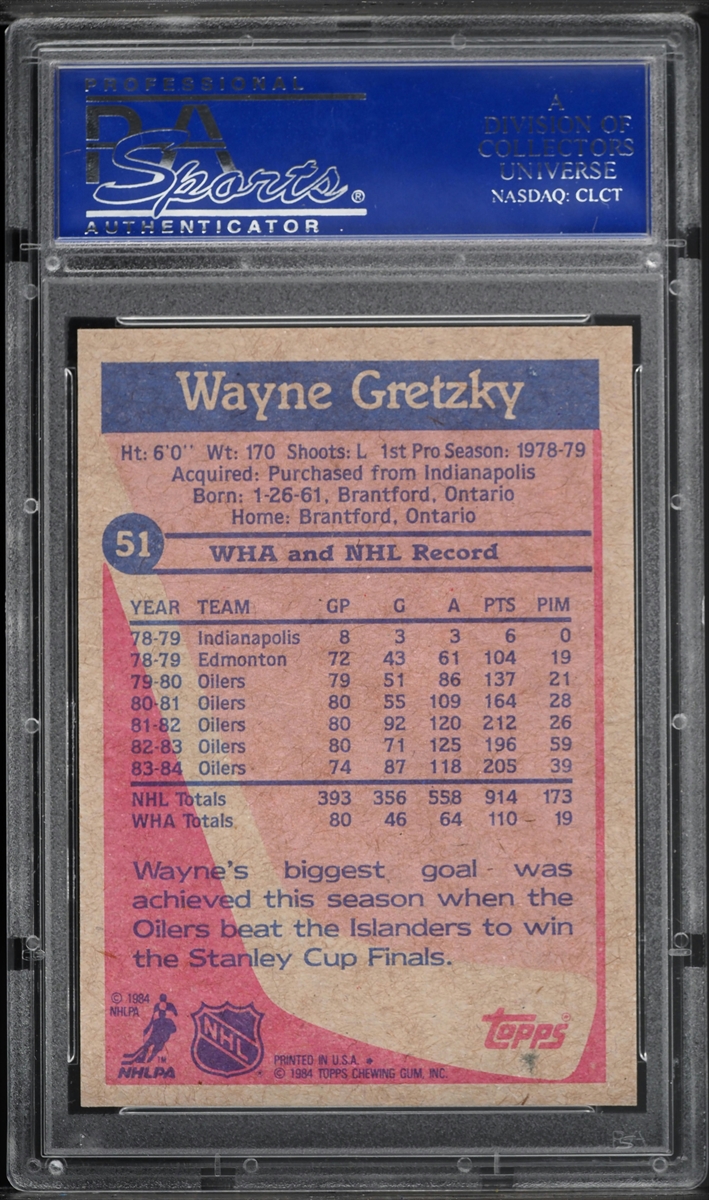 PROFESSIONAL
PSA
Sports®
AUTHENTICATOR
A
DIVISION OF
COLLECTORS
UNIVERSE
NASDAQ: CLCT
Wayne Gretzky
Ht: 6'0'' Wt: 170 Shoots: L 1st Pro Season: 1978-79
Acquired: Purchased from Indianapolis
Born: 1-26-61, Brantford, Ontario
Home: Brantford, Ontario
51 WHA and NHL Record
YEAR TEAM GP G A PTS PIM
78-79 Indianapolis 8 3 3 6 0
78-79 Edmonton 72 43 61 104 19
79-80 Oilers 79 51 86 137 21
80-81 Oilers 80 55 109 164 28
81-82 Oilers 80 92 120 212 26
82-83 Oilers 80 71 125 196 59
83-84 Oilers 74 87 118 205 39
NHL Totals 393 356 558 914 173
WHA Totals 80 46 64 110 19
Wayne's biggest goal was
achieved this season when the
Oilers beat the Islanders to win
the Stanley Cup Finals.
© 1984
NHLPA
TM
NHLPA
NHL
PRINTED IN U.S.A. *
© 1984 TOPPS CHEWING GUM, INC.
topps®
PSA